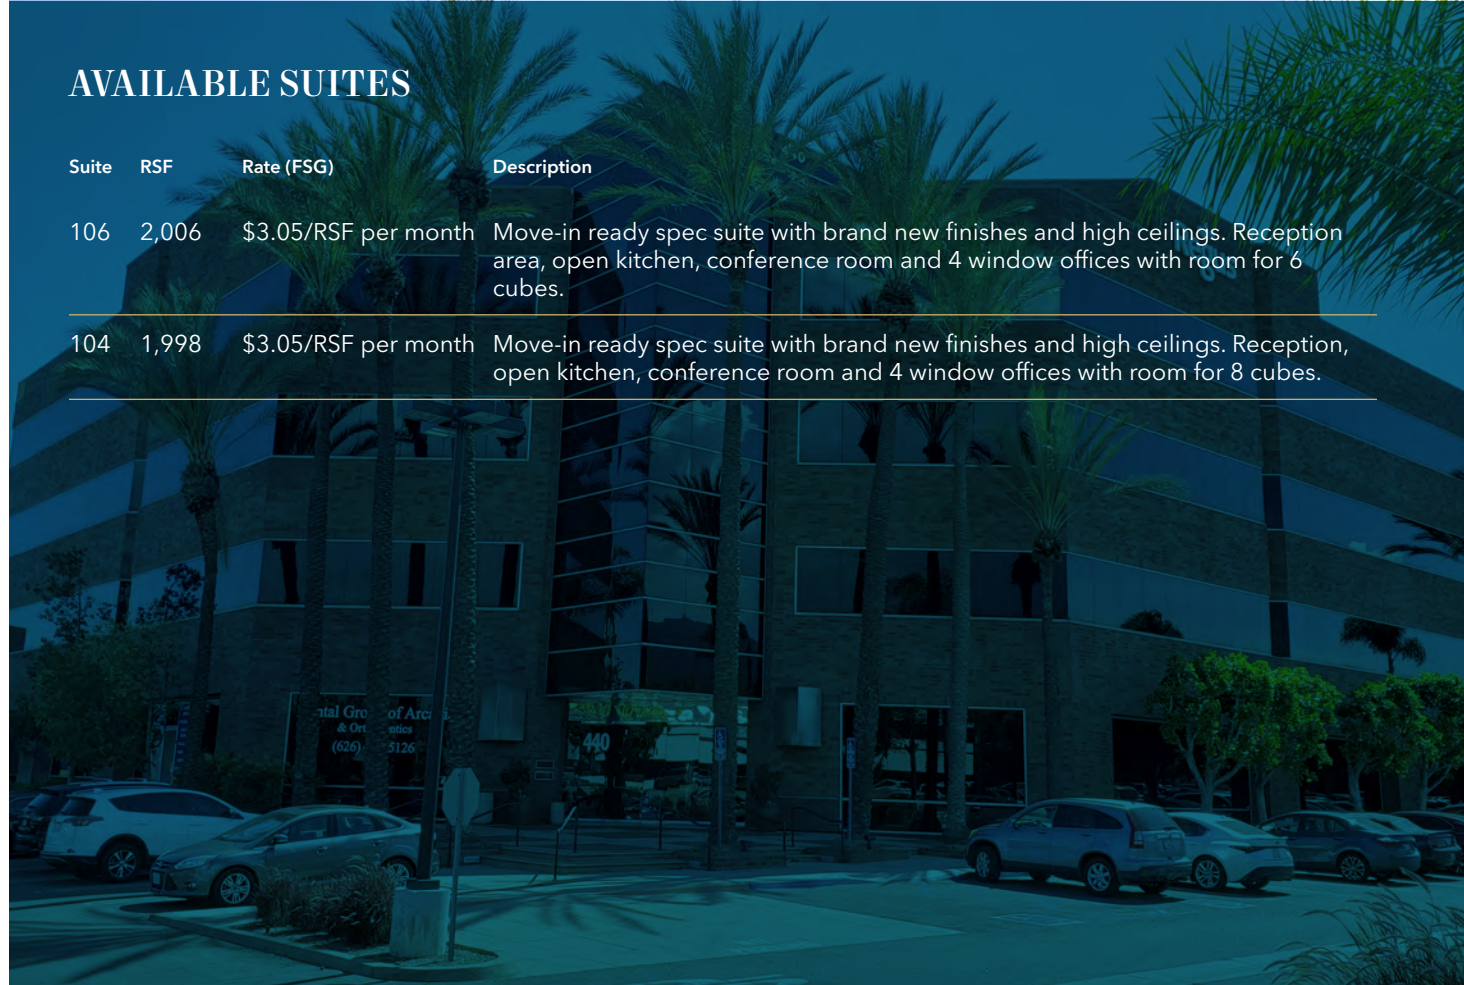 AVAILABLE SUITES
Suite RSF Rate (FSG) Description
106 2,006 $3.05/RSF per month Move-in ready spec suite with brand new finishes and high ceilings. Reception
area, open kitchen, conference room and 4 window offices with room for 6
cubes.
104 1,998 $3.05/RSF per month Move-in ready spec suite with brand new finishes and high ceilings. Reception,
open kitchen, conference room and 4 window offices with room for 8 cubes.
of
&
(626) 5126
440